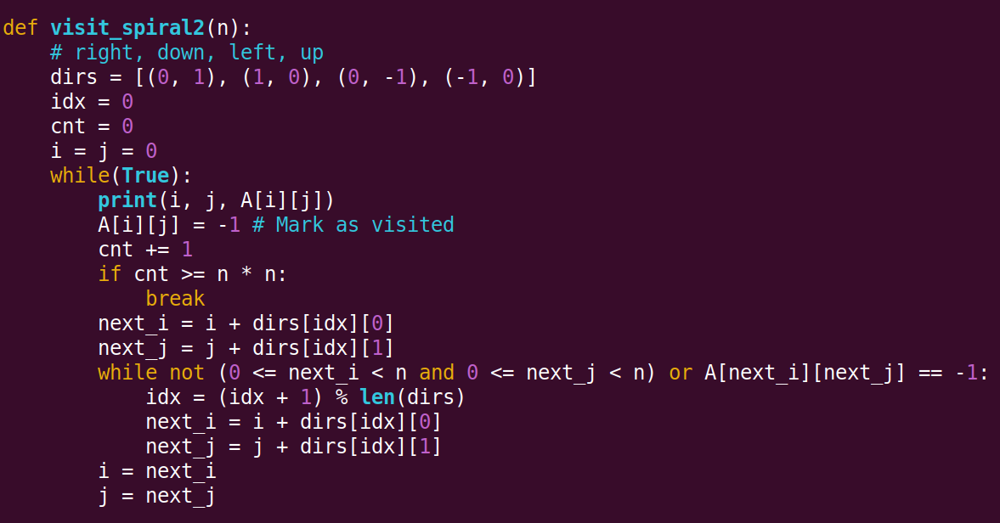 def visit_spiral2(n):
    # right, down, left, up
    dirs = [(0, 1), (1, 0), (0, -1), (-1, 0)]
    idx = 0
    cnt = 0
    i = j = 0
    while(True):
        print(i, j, A[i][j])
        A[i][j] = -1 # Mark as visited
        cnt += 1
        if cnt >= n * n:
            break
        next_i = i + dirs[idx][0]
        next_j = j + dirs[idx][1]
        while not (0 <= next_i < n and 0 <= next_j < n) or A[next_i][next_j] == -1:
            idx = (idx + 1) % len(dirs)
            next_i = i + dirs[idx][0]
            next_j = j + dirs[idx][1]
        i = next_i
        j = next_j